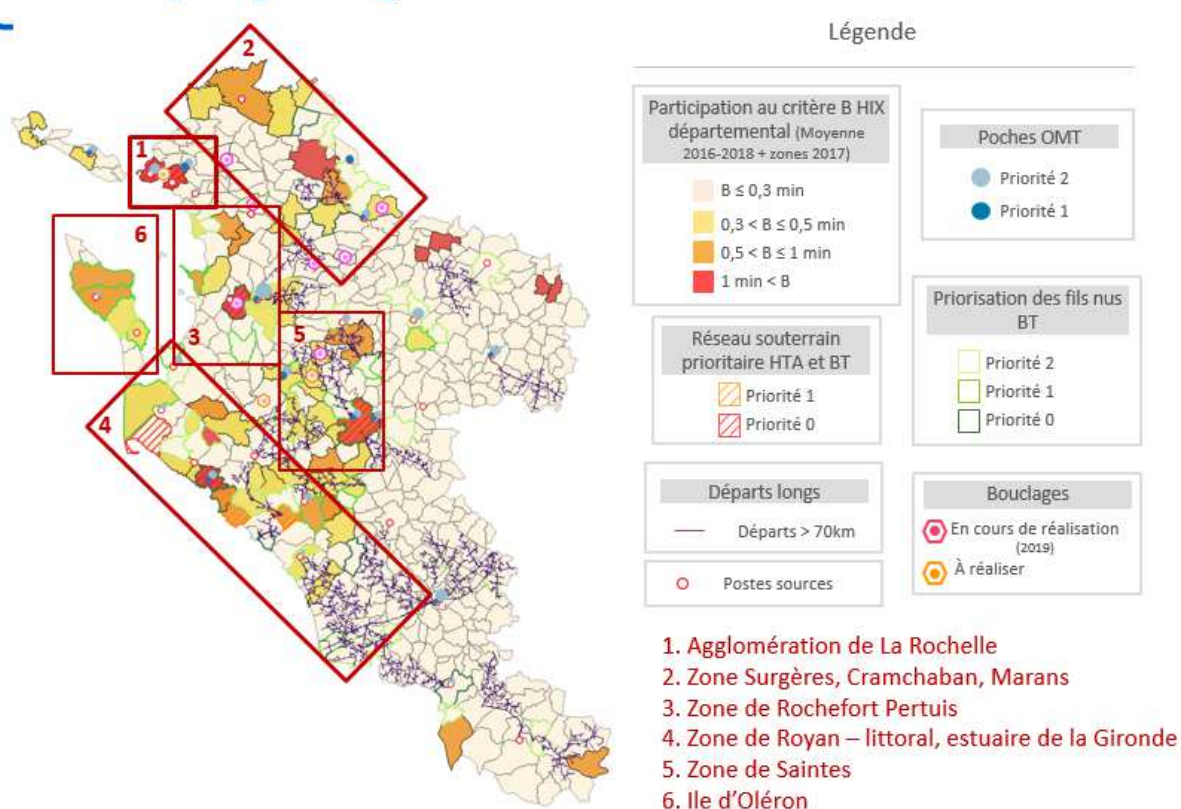 2
1
6
3
5
4
Légende
Participation au critère B HIX
départemental (Moyenne
2016-2018 + zones 2017)
B ≤ 0,3 min
0,3 < B ≤ 0,5 min
0,5 < B ≤ 1 min
1 min < B
Poches OMT
Priorité 2
Priorité 1
Réseau souterrain
prioritaire HTA et BT
Priorité 1
Priorité 0
Priorisation des fils nus
BT
Priorité 2
Priorité 1
Priorité 0
Départs longs
Départs > 70km
Postes sources
Bouclages
En cours de réalisation
(2019)
À réaliser
1. Agglomération de La Rochelle
2. Zone Surgères, Cramchaban, Marans
3. Zone de Rochefort Pertuis
4. Zone de Royan – littoral, estuaire de la Gironde
5. Zone de Saintes
6. Ile d'Oléron